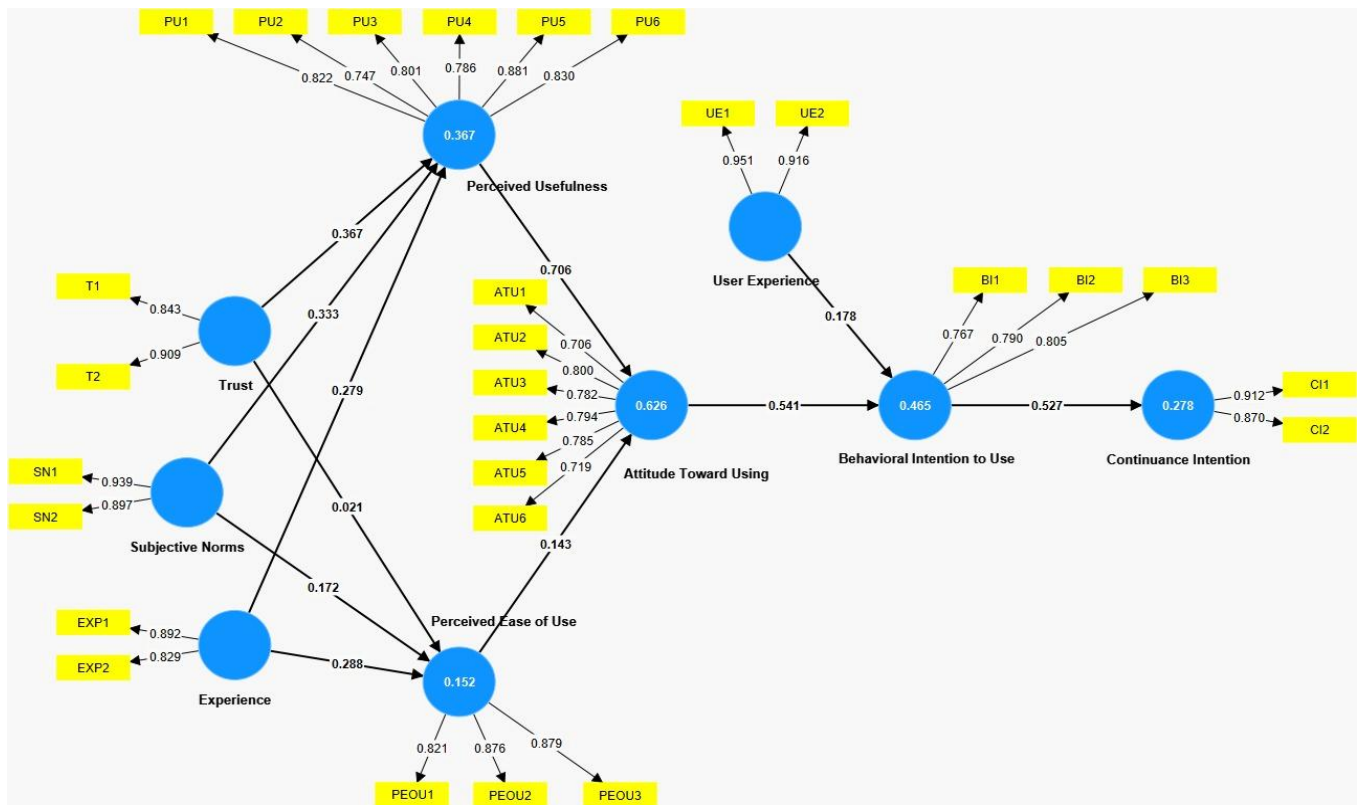 PU1 PU2 PU3 PU4 PU5 PU6
0.822 0.747 0.801 0.786 0.881 0.830
0.367
Perceived Usefulness
UE1 UE2
0.951 0.916
User Experience
0.178
0.367
0.333
0.279
0.706
T1
0.843
T2
0.909
Trust
SN1
0.939
SN2
0.897
Subjective Norms
EXP1
0.892
EXP2
0.829
Experience
0.021
0.172
0.288
Perceived Ease of Use
0.152
0.821 0.876 0.879
PEOU1 PEOU2 PEOU3
0.143
ATU1
0.706
ATU2
0.800
ATU3
0.782
ATU4
0.794
ATU5
0.785
ATU6
0.719
0.626
Attitude Toward Using
0.541
BI1 BI2 BI3
0.767 0.790 0.805
0.465
Behavioral Intention to Use
0.527
0.278
Continuance Intention
CI1
0.912
CI2
0.870